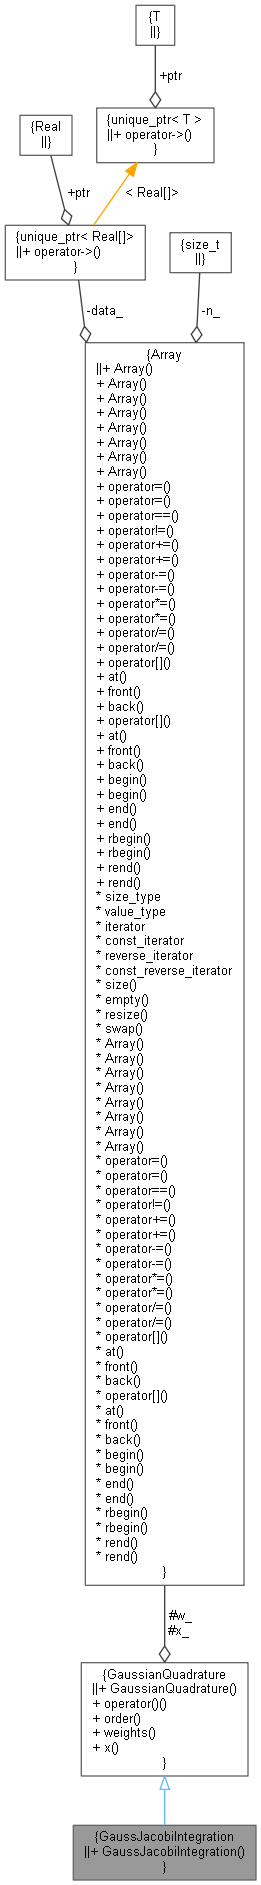 {T
||}
+ptr
{unique_ptr< T >
||+ operator->()
}
{Real
||}
+ptr
< Real[]>
{unique_ptr< Real[]>
||+ operator->()
}
{size_t
||}
-data_
-n_
{Array
||+ Array()
+ Array()
+ Array()
+ Array()
+ Array()
+ Array()
+ Array()
+ Array()
+ operator=()
+ operator=()
+ operator==()
+ operator!=()
+ operator+=()
+ operator+=()
+ operator-=()
+ operator-=()
+ operator*=()
+ operator*=()
+ operator/=()
+ operator/=()
+ operator[]()
+ at()
+ front()
+ back()
+ operator[]()
+ at()
+ front()
+ back()
+ begin()
+ begin()
+ end()
+ end()
+ rbegin()
+ rbegin()
+ rend()
+ rend()
* size_type
* value_type
* iterator
* const_iterator
* reverse_iterator
* const_reverse_iterator
* size()
* empty()
* resize()
* swap()
* Array()
* Array()
* Array()
* Array()
* Array()
* Array()
* Array()
* Array()
* operator=()
* operator=()
* operator==()
* operator!=()
* operator+=()
* operator+=()
* operator-=()
* operator-=()
* operator*=()
* operator*=()
* operator/=()
* operator/=()
* operator[]()
* at()
* front()
* back()
* operator[]()
* at()
* front()
* back()
* begin()
* begin()
* end()
* end()
* rbegin()
* rbegin()
* rend()
* rend()
}
#w_
#x_
{GaussianQuadrature
||+ GaussianQuadrature()
+ operator()()
+ order()
+ weights()
+ x()
}
{GaussJacobiIntegration
||+ GaussJacobiIntegration()
}